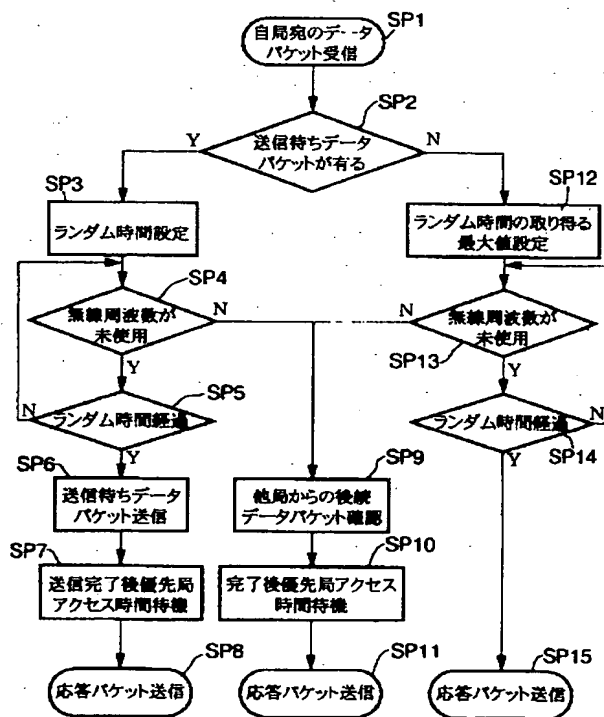 SP1
自局宛のデータ
パケット受信
SP2
送信待ちデータ
パケットが有る
Y
N
SP3
ランダム時間設定
SP12
ランダム時間の取り得る
最大値設定
SP4
無線周波数が
未使用
N
Y
N
無線周波数が
未使用
SP13
Y
SP5
ランダム時間経過
N
Y
ランダム時間経過
N
SP14
Y
SP6
送信待ちデータ
パケット送信
SP9
他局からの後続
データパケット確認
SP7
送信完了後優先局
アクセス時間待機
SP10
完了後優先局アクセス
時間待機
SP8
応答パケット送信
SP11
応答パケット送信
SP15
応答パケット送信